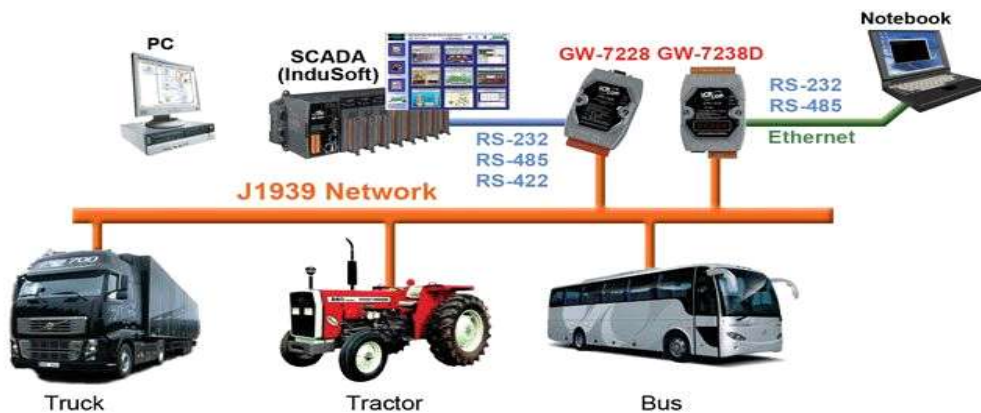 PC
SCADA
(InduSoft)
GW-7228 GW-7238D
Notebook
RS-232
RS-485
RS-422
RS-232
RS-485
Ethernet
J1939 Network
700
Truck
Tractor
Bus